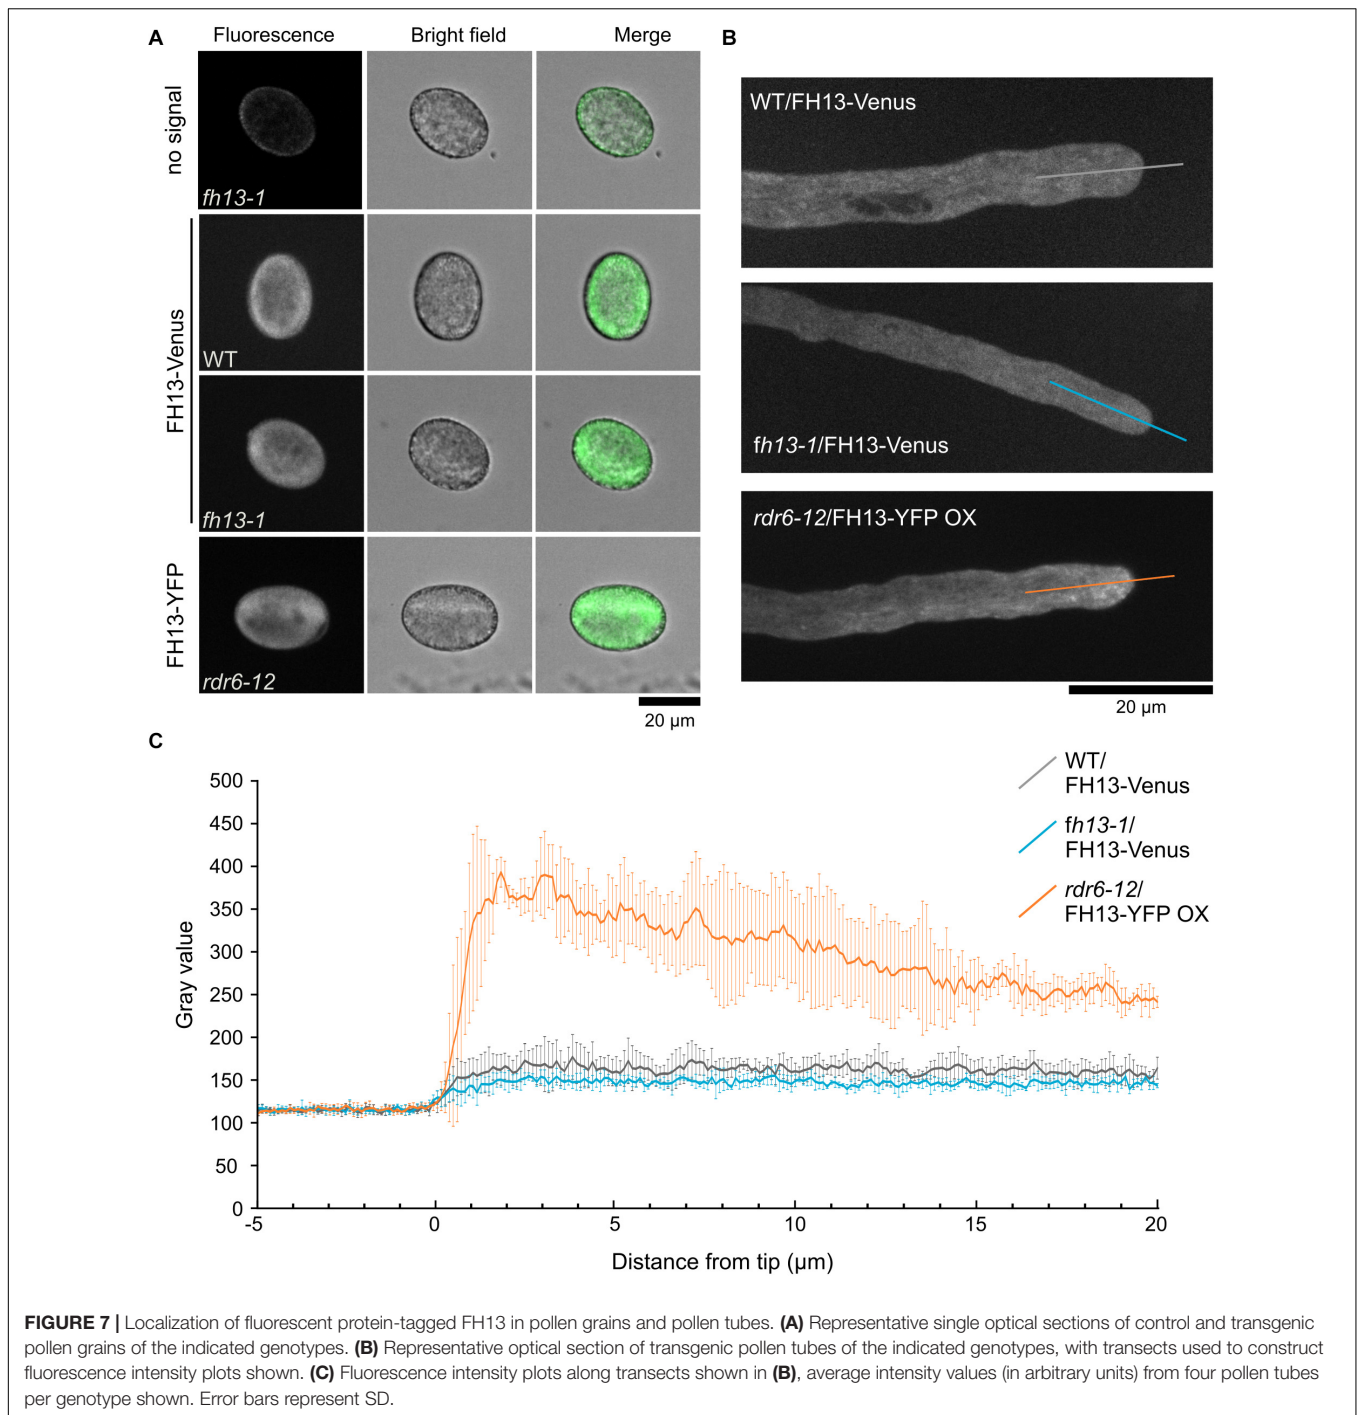 A
Fluorescence
Bright field
Merge
B
no signal
fh13-1
FH13-Venus
WT
fh13-1
FH13-YFP
rdr6-12
20 µm
WT/FH13-Venus
fh13-1/FH13-Venus
rdr6-12/FH13-YFP OX
20 µm
C
WT/
FH13-Venus
fh13-1/
FH13-Venus
rdr6-12/
FH13-YFP OX
Gray value
500
450
400
350
300
250
200
150
100
50
0
-5 0 5 10 15 20
Distance from tip (µm)
FIGURE 7 | Localization of fluorescent protein-tagged FH13 in pollen grains and pollen tubes. (A) Representative single optical sections of control and transgenic
pollen grains of the indicated genotypes. (B) Representative optical section of transgenic pollen tubes of the indicated genotypes, with transects used to construct
fluorescence intensity plots shown. (C) Fluorescence intensity plots along transects shown in (B), average intensity values (in arbitrary units) from four pollen tubes
per genotype shown. Error bars represent SD.